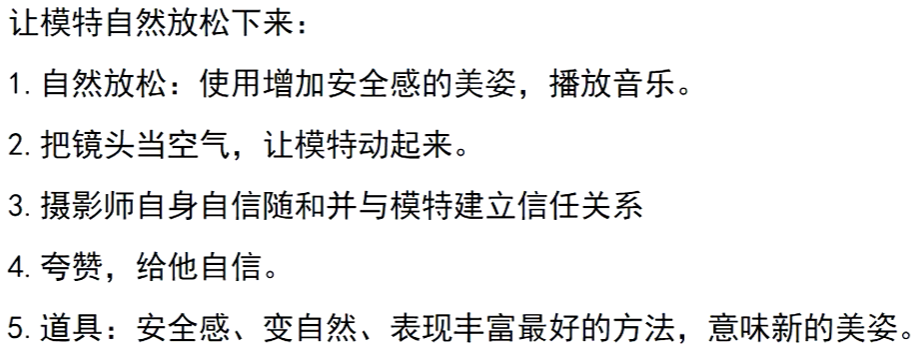 让模特自然放松下来：
1.自然放松：使用增加安全感的美姿，播放音乐。
2.把镜头当空气，让模特动起来。
3.摄影师自身自信随和并与模特建立信任关系
4.夸赞，给他自信。
5.道具：安全感、变自然、表现丰富最好的方法，意味新的美姿。